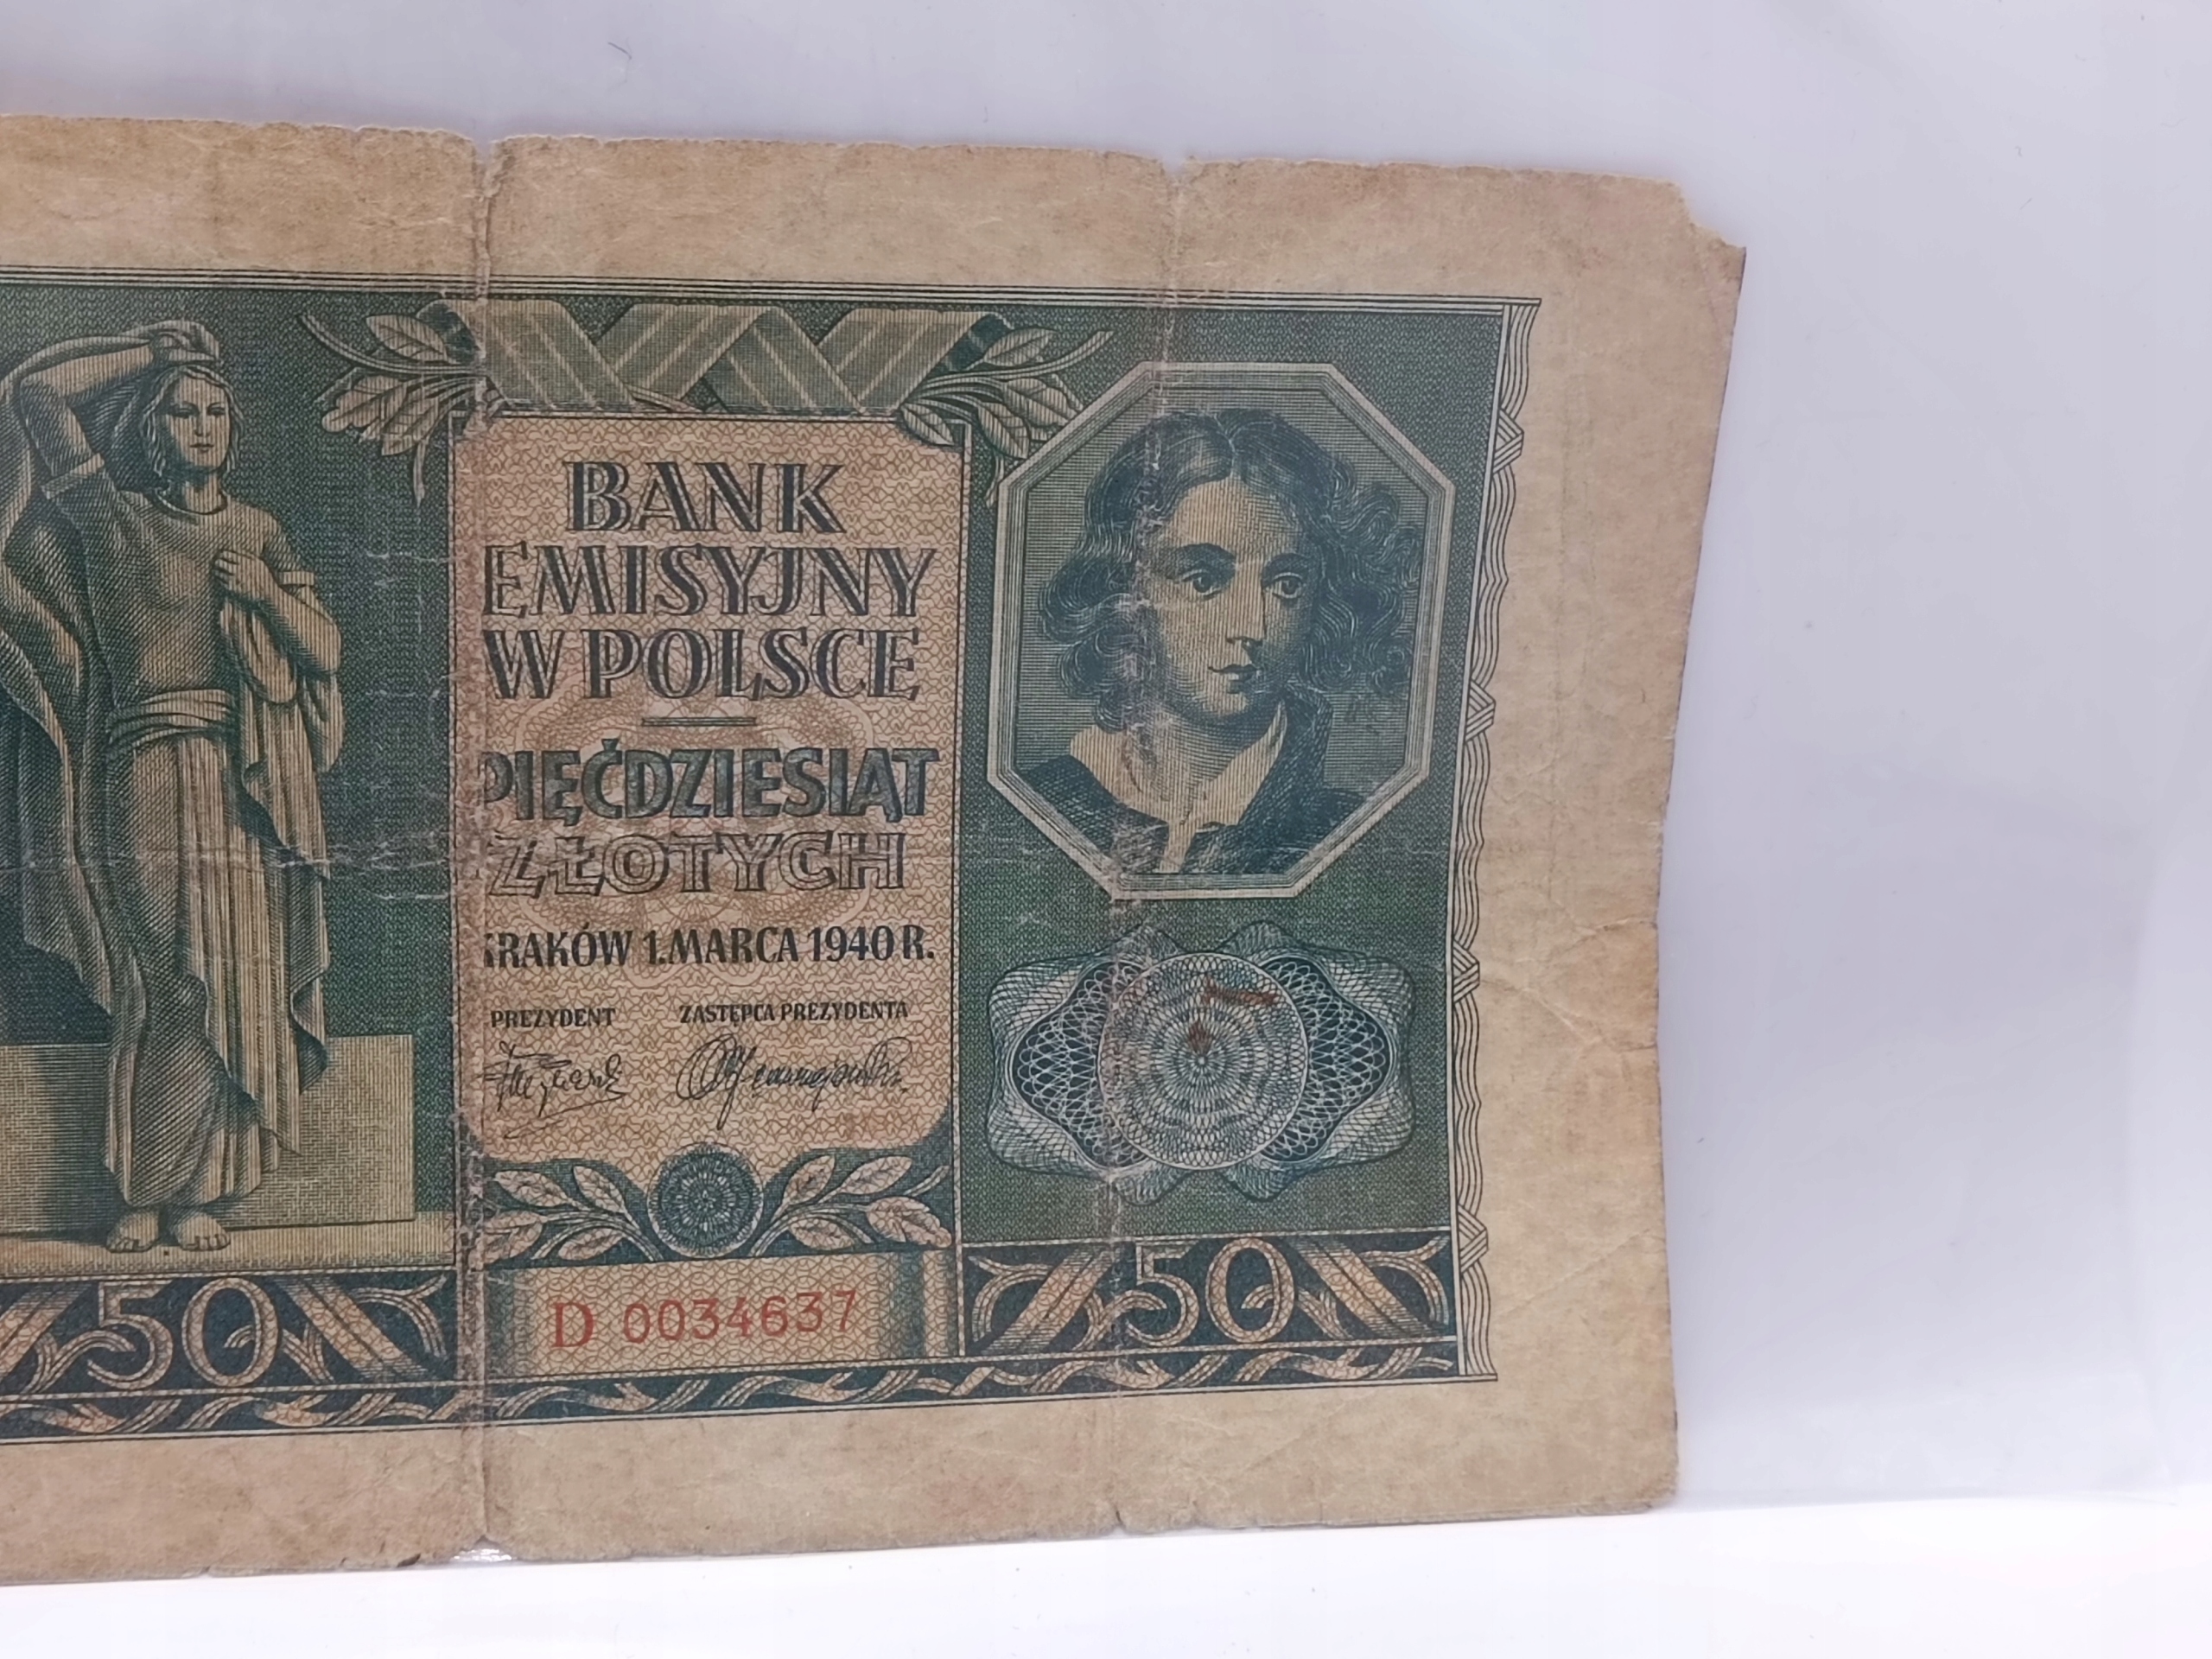 BANK
EMISYJNY
W POLSCE
PIĘĆDZIESIĄT
ZŁOTYCH
KRAKÓW 1. MARCA 1940 R.
PREZYDENT ZASTĘPCA PREZYDENTA
D 0034637
50 50